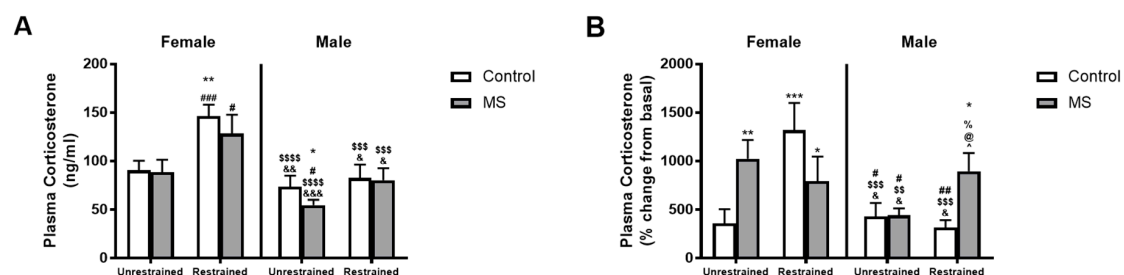 A
Female
Male
Plasma Corticosterone
(ng/ml)
200
150
100
50
0
**
###
#
$$$$
&&
*
#
$$$$
&&&
$$$
&
$$$
&
Unrestrained
Restrained
Unrestrained
Restrained
Control
MS
B
Female
Male
Plasma Corticosterone
(% change from basal)
2000
1500
1000
500
0
**
***
*
#
$$$
&
#
$$
&
##
$$$
&
*
%
@
^
Unrestrained
Restrained
Unrestrained
Restrained
Control
MS